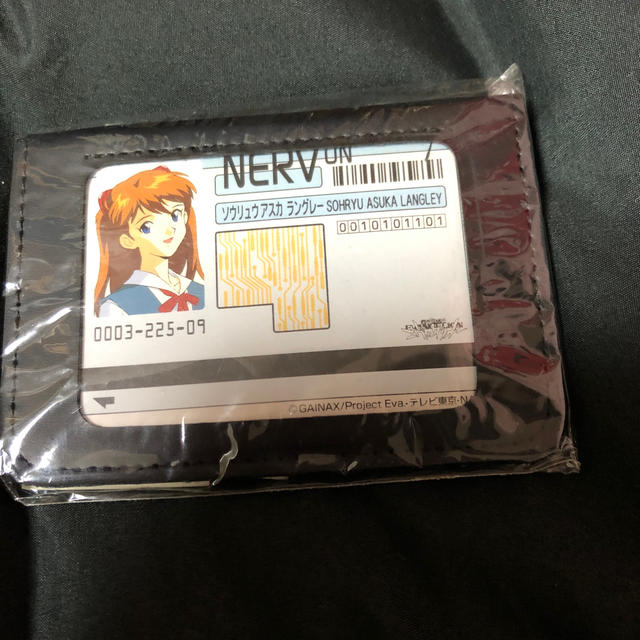 NERV UN
ソウリュウ アスカ ラングレー SOHRYU ASUKA LANGLEY
0010101101
0003-225-09
© GAINAX/Project Eva.・テレビ東京・N